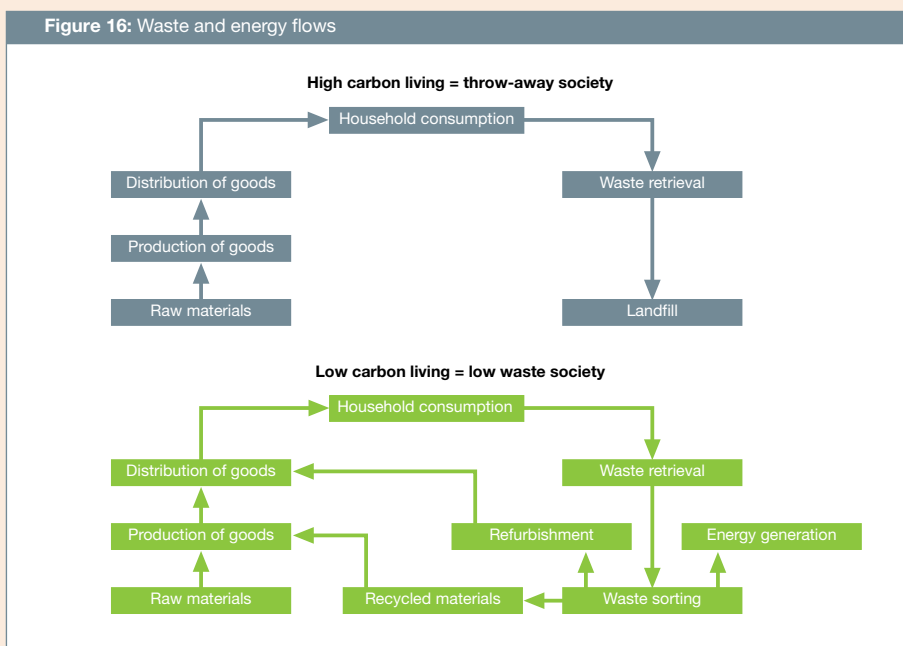 Figure 16: Waste and energy flows
High carbon living = throw-away society
Household consumption
Distribution of goods
Waste retrieval
Production of goods
Raw materials
Landfill
Low carbon living = low waste society
Household consumption
Distribution of goods
Waste retrieval
Production of goods
Refurbishment
Energy generation
Raw materials
Recycled materials
Waste sorting